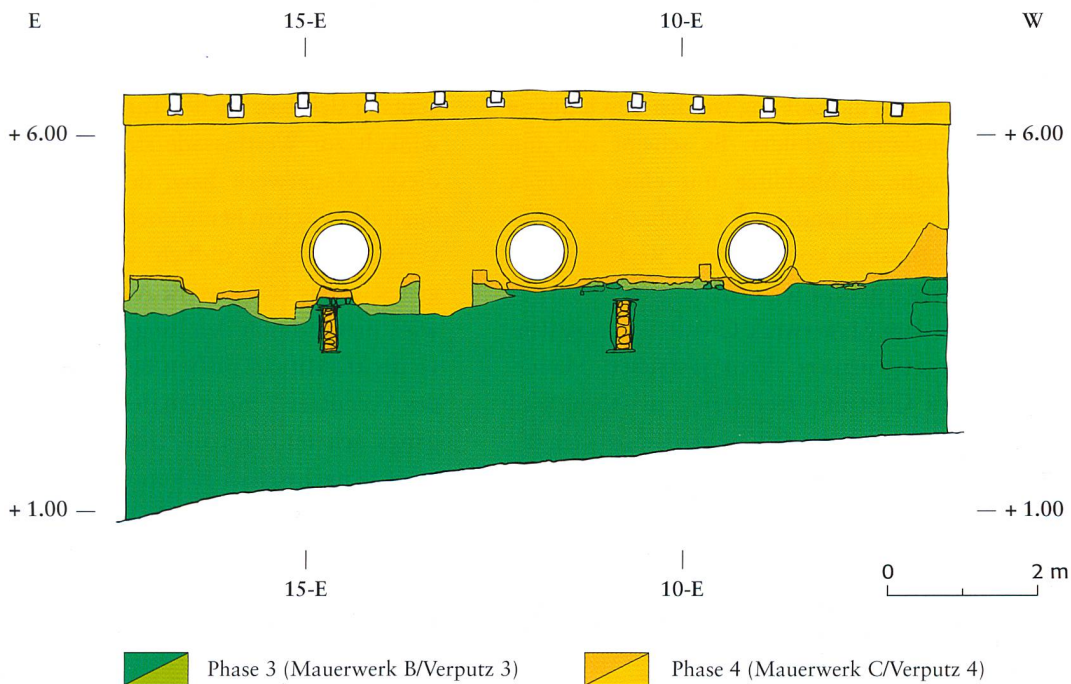 E 15-E 10-E W
+ 6.00 + 6.00
+ 1.00 + 1.00
15-E 10-E 0 2 m
Phase 3 (Mauerwerk B/Verputz 3) Phase 4 (Mauerwerk C/Verputz 4)